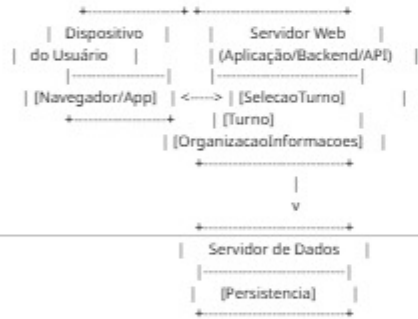 +--------------------+ +------------------------------+
| Dispositivo | | Servidor Web |
| do Usuário | | (Aplicação/Backend/API) |
|-------------------| |---------------------------|
| [Navegador/App] | <-----> | [SelecaoTurno] |
+--------------------+ | [Turno] |
| [OrganizacaoInformacoes] |
+------------------------------+
|
v
+------------------------------+
| Servidor de Dados |
|-----------------------------|
| [Persistencia] |
+------------------------------+